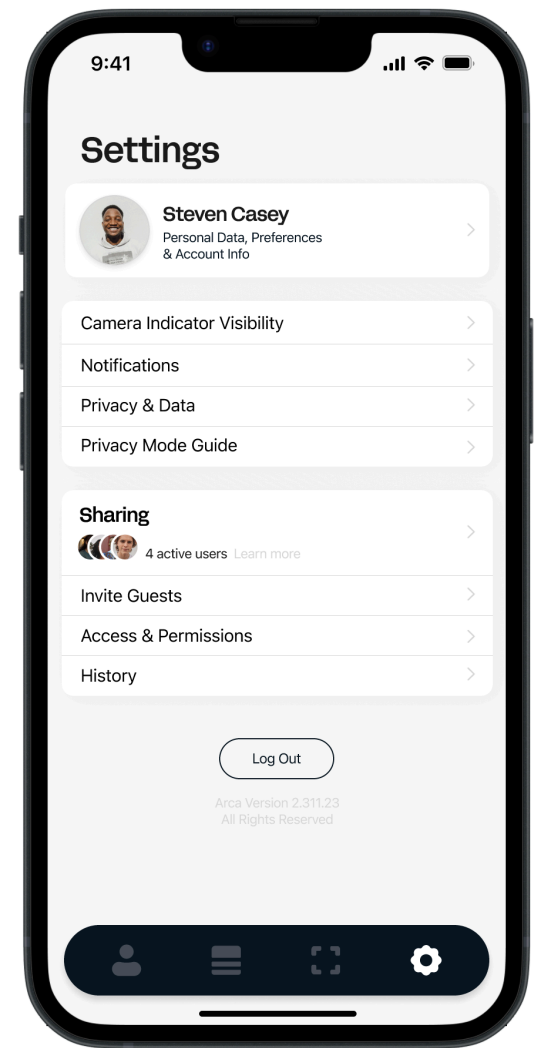 9:41
Settings
Steven Casey
Personal Data, Preferences
& Account Info
Camera Indicator Visibility
Notifications
Privacy & Data
Privacy Mode Guide
Sharing
4 active users Learn more
Invite Guests
Access & Permissions
History
Log Out
Arca Version 2.311.23
All Rights Reserved